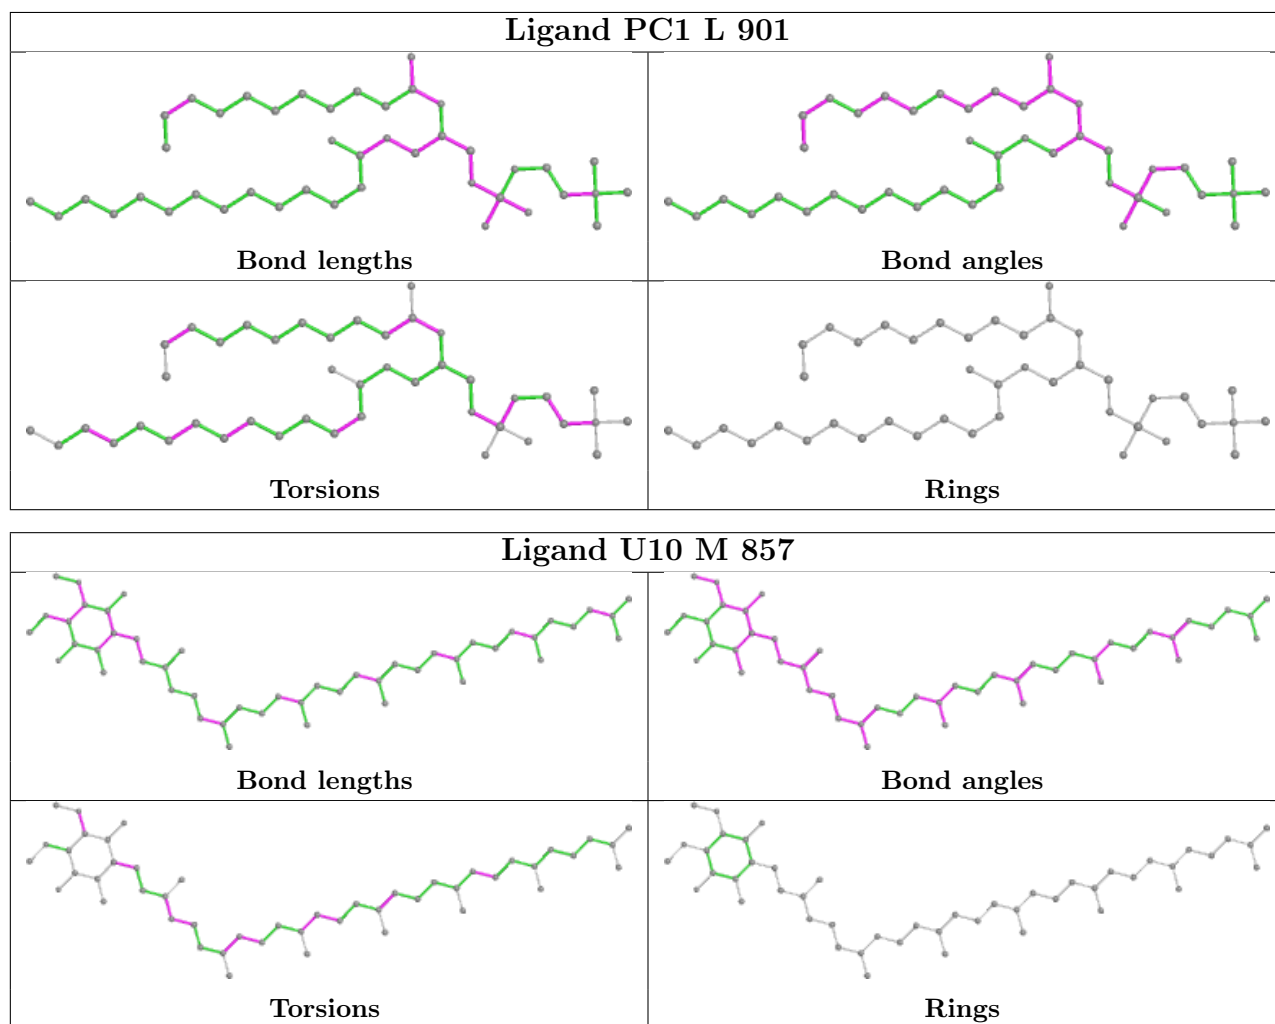 Ligand PC1 L 901
Bond lengths
Bond angles
Torsions
Rings
Ligand U10 M 857
Bond lengths
Bond angles
Torsions
Rings